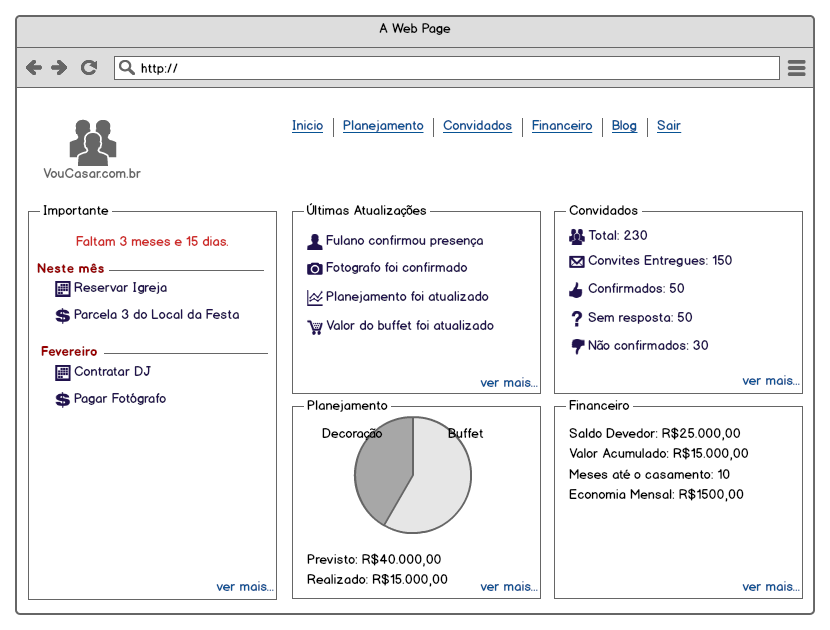 A Web Page
http://
VouCasar.com.br
Inicio
Planejamento
Convidados
Financeiro
Blog
Sair
Importante
Faltam 3 meses e 15 dias.
Neste mês
Reservar Igreja
Parcela 3 do Local da Festa
Fevereiro
Contratar DJ
Pagar Fotógrafo
ver mais...
Últimas Atualizações
Fulano confirmou presença
Fotografo foi confirmado
Planejamento foi atualizado
Valor do buffet foi atualizado
ver mais...
Convidados
Total: 230
Convites Entregues: 150
Confirmados: 50
Sem resposta: 50
Não confirmados: 30
ver mais...
Planejamento
Decoração
Buffet
Previsto: R$40.000,00
Realizado: R$15.000,00
ver mais...
Financeiro
Saldo Devedor: R$25.000,00
Valor Acumulado: R$15.000,00
Meses até o casamento: 10
Economia Mensal: R$1500,00
ver mais...